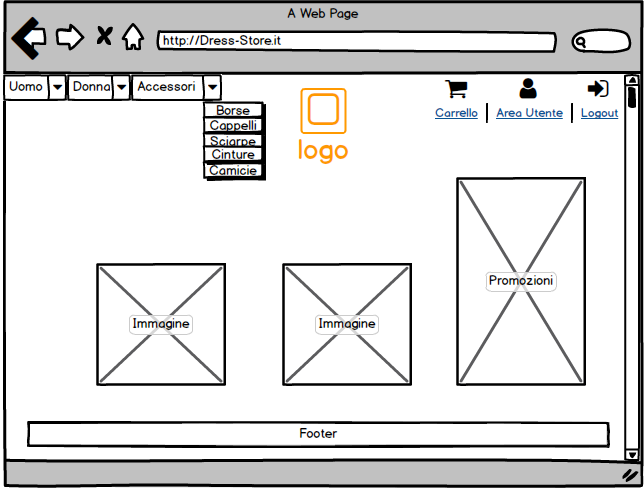 A Web Page
http://Dress-Store.it
Uomo
Donna
Accessori
Borse
Cappelli
Sciarpe
Cinture
Camicie
logo
Carrello
Area Utente
Logout
Immagine
Immagine
Promozioni
Footer